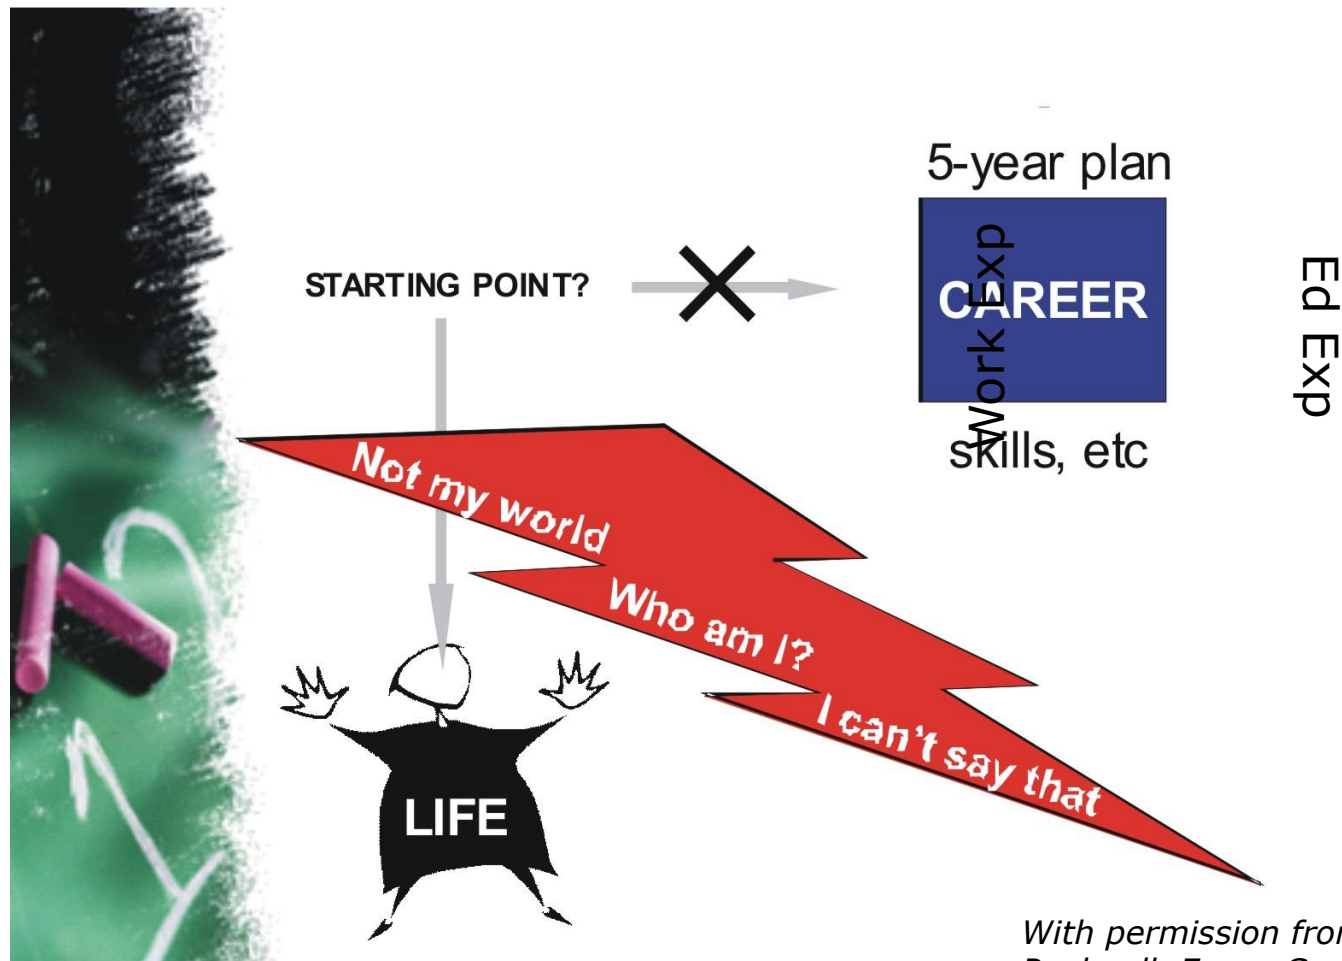 5-year plan
STARTING POINT?
CAREER
Work Exp
Ed Exp
skills, etc
Not my world
Who am I?
I can't say that
LIFE
With permission from